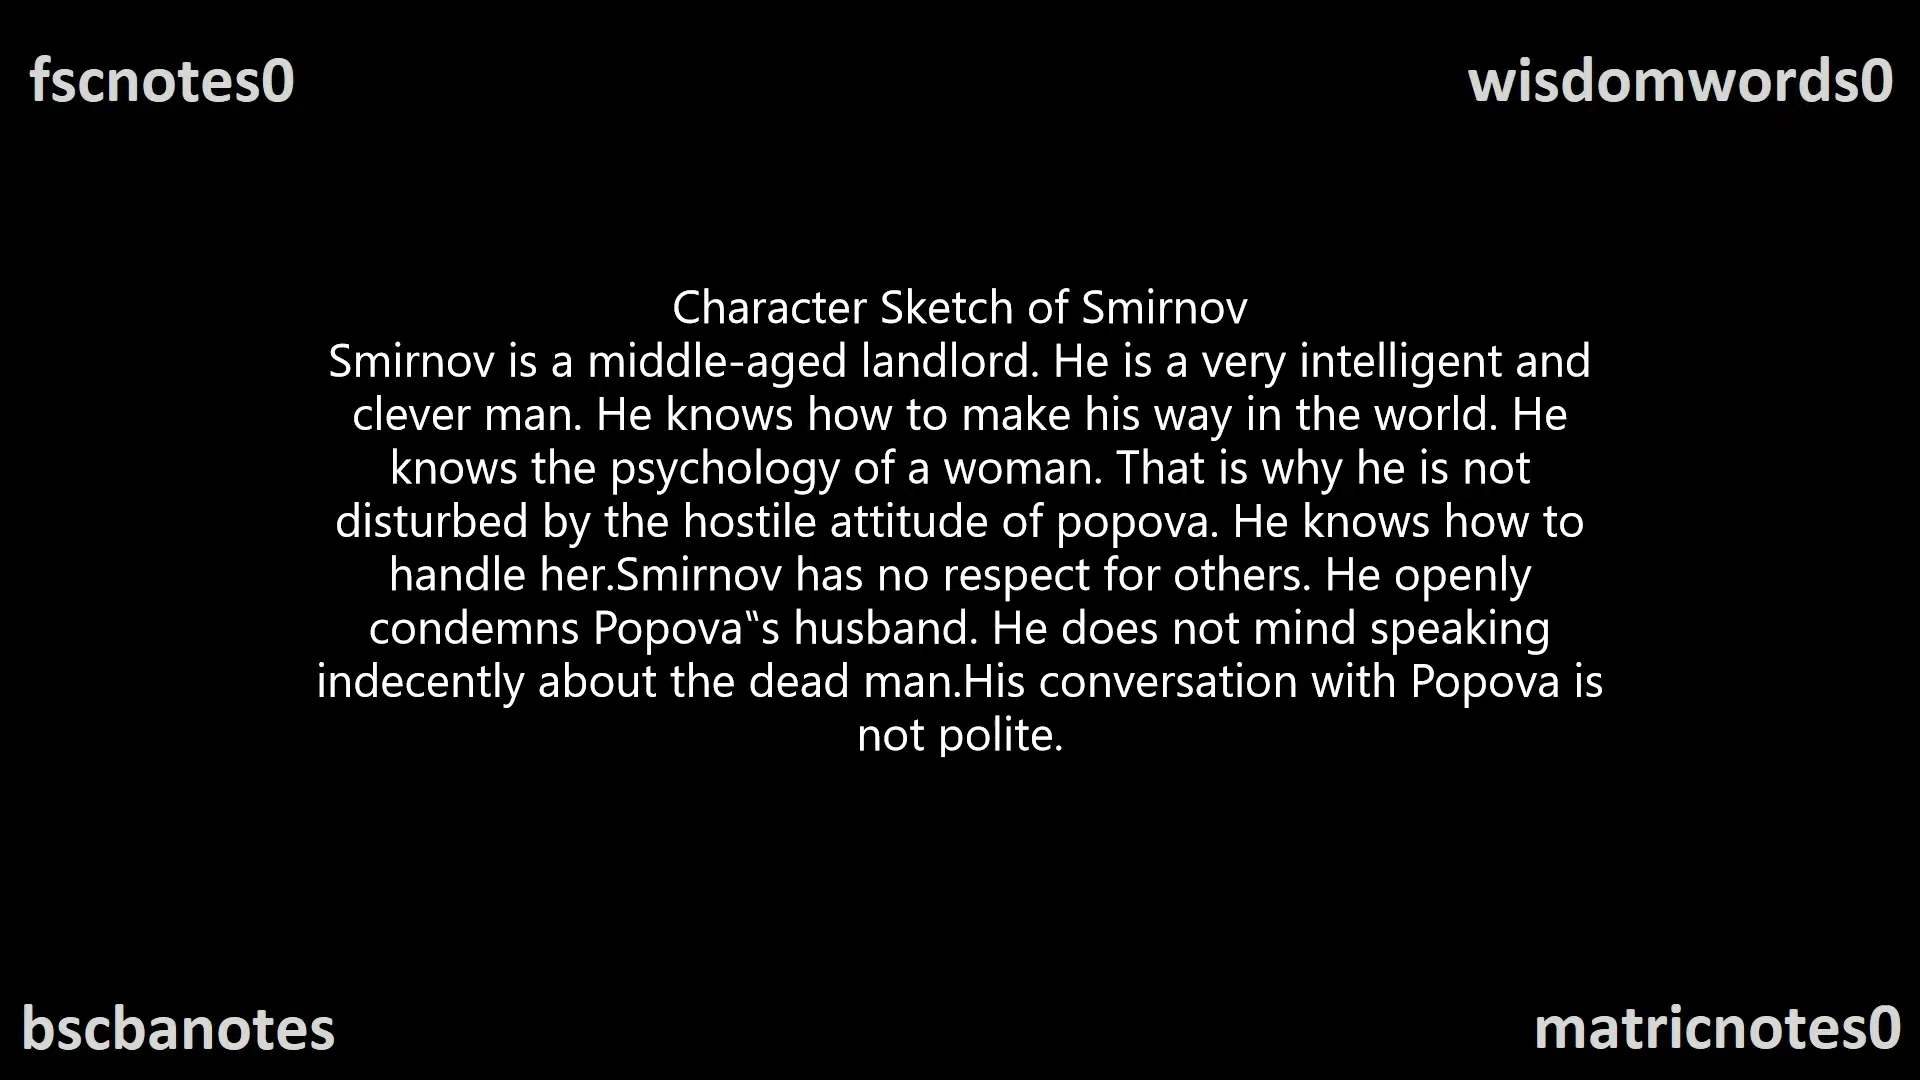 fscnotes0
wisdomwords0
Character Sketch of Smirnov
Smirnov is a middle-aged landlord. He is a very intelligent and
clever man. He knows how to make his way in the world. He
knows the psychology of a woman. That is why he is not
disturbed by the hostile attitude of popova. He knows how to
handle her.Smirnov has no respect for others. He openly
condemns Popova‟s husband. He does not mind speaking
indecently about the dead man.His conversation with Popova is
not polite.
bscbanotes
matricnotes0